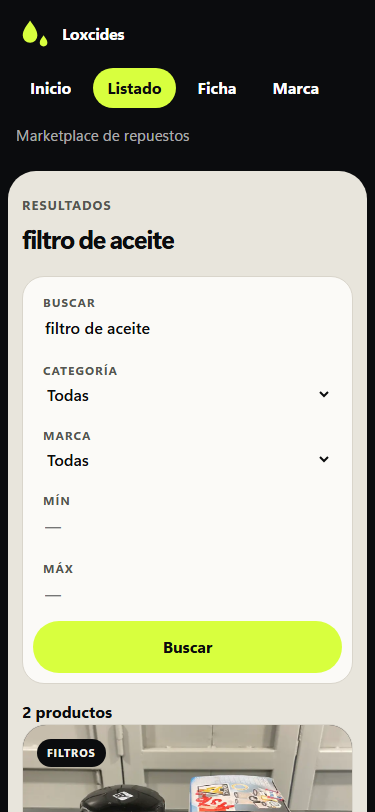 Loxcides
Inicio Listado Ficha Marca
Marketplace de repuestos
RESULTADOS
filtro de aceite
BUSCAR
filtro de aceite
CATEGORÍA
Todas
MARCA
Todas
MÍN
—
MÁX
—
Buscar
2 productos
FILTROS